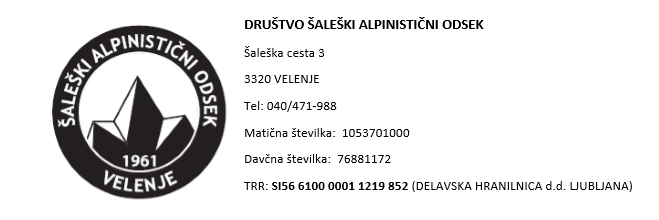 ŠALEŠKI ALPINISTIČNI ODSEK
1961
VELENJE
DRUŠTVO ŠALEŠKI ALPINISTIČNI ODSEK
Šaleška cesta 3
3320 VELENJE
Tel: 040/471-988
Matična številka:  1053701000
Davčna številka:  76881172
TRR: SI56 6100 0001 1219 852 (DELAVSKA HRANILNICA d.d. LJUBLJANA)